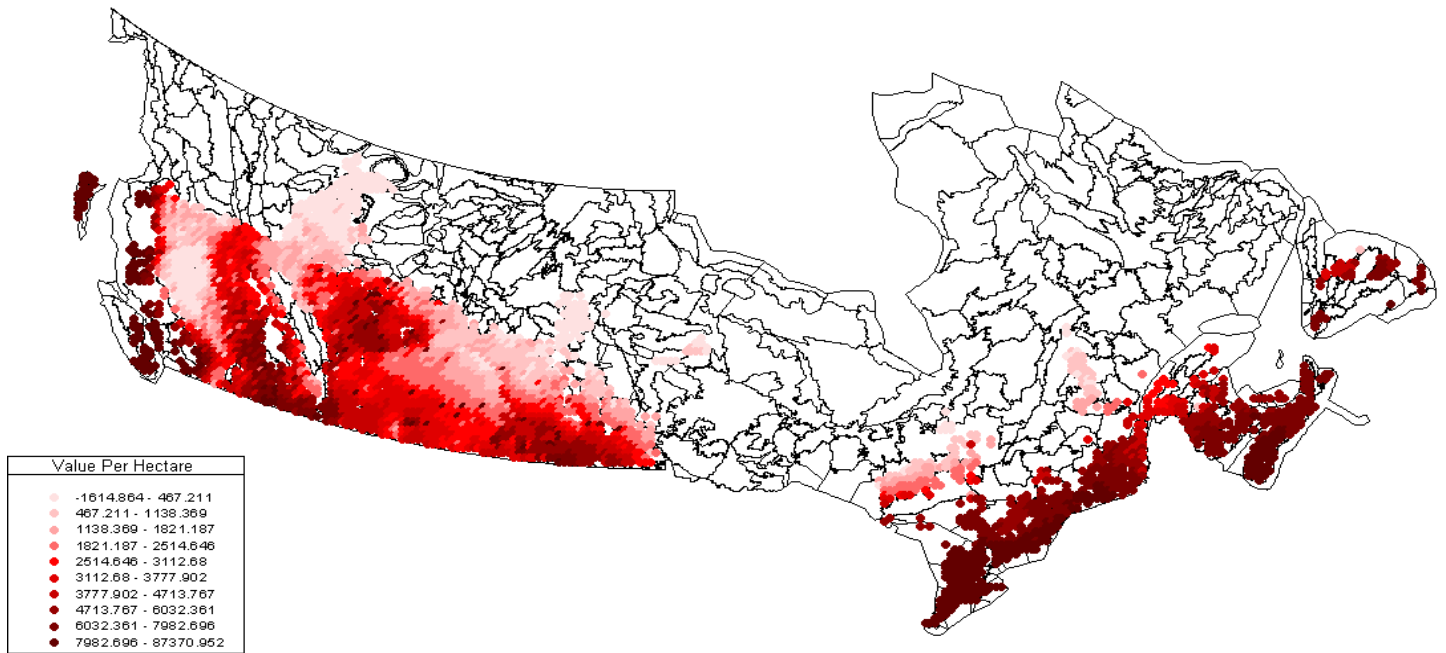 Value Per Hectare
-1614.864 - 467.211
467.211 - 1138.369
1138.369 - 1821.187
1821.187 - 2514.646
2514.646 - 3112.68
3112.68 - 3777.902
3777.902 - 4713.767
4713.767 - 6032.361
6032.361 - 7982.696
7982.696 - 87370.952